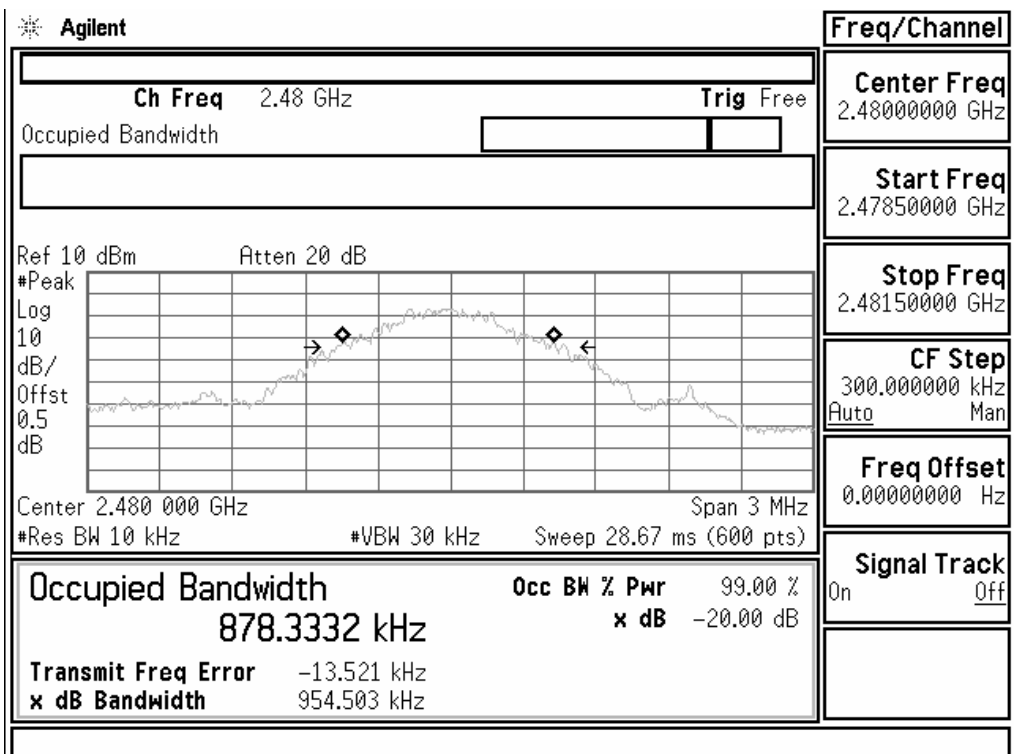 Agilent
Freq/Channel
Ch Freq 2.48 GHz Trig Free
Occupied Bandwidth
Center Freq
2.48000000 GHz
Start Freq
2.47850000 GHz
Stop Freq
2.48150000 GHz
CF Step
300.000000 kHz
Auto Man
Freq Offset
0.00000000 Hz
Signal Track
On Off
Ref 10 dBm Atten 20 dB
#Peak
Log
10
dB/
Offst
0.5
dB
Center 2.480 000 GHz Span 3 MHz
#Res BW 10 kHz #VBW 30 kHz Sweep 28.67 ms (600 pts)
Occupied Bandwidth
878.3332 kHz
Occ BW % Pwr 99.00 %
x dB -20.00 dB
Transmit Freq Error -13.521 kHz
x dB Bandwidth 954.503 kHz